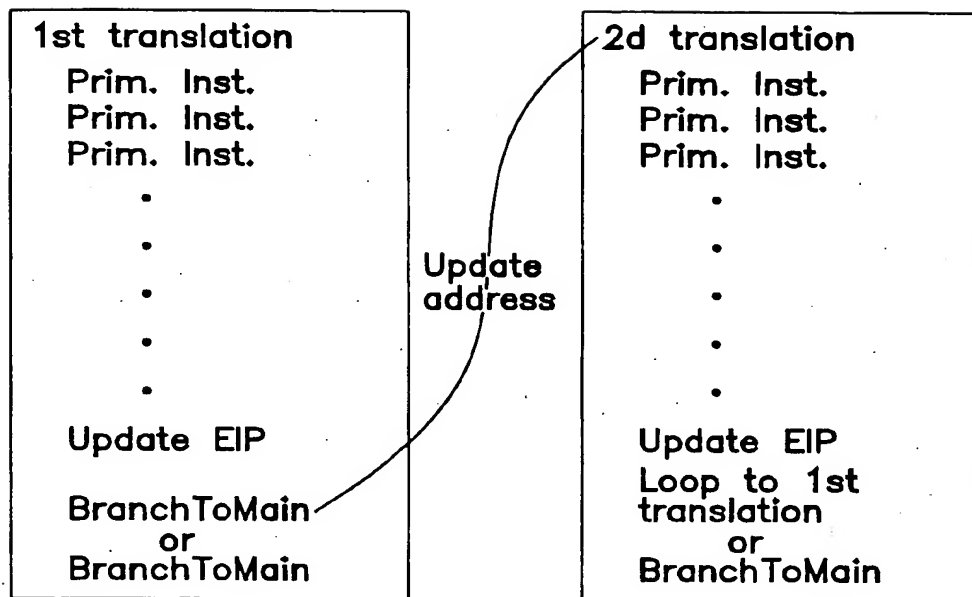 1st translation
Prim. Inst.
Prim. Inst.
Prim. Inst.
Update EIP
BranchToMain
or
BranchToMain
Update
address
2d translation
Prim. Inst.
Prim. Inst.
Prim. Inst.
Update EIP
Loop to 1st
translation
or
BranchToMain